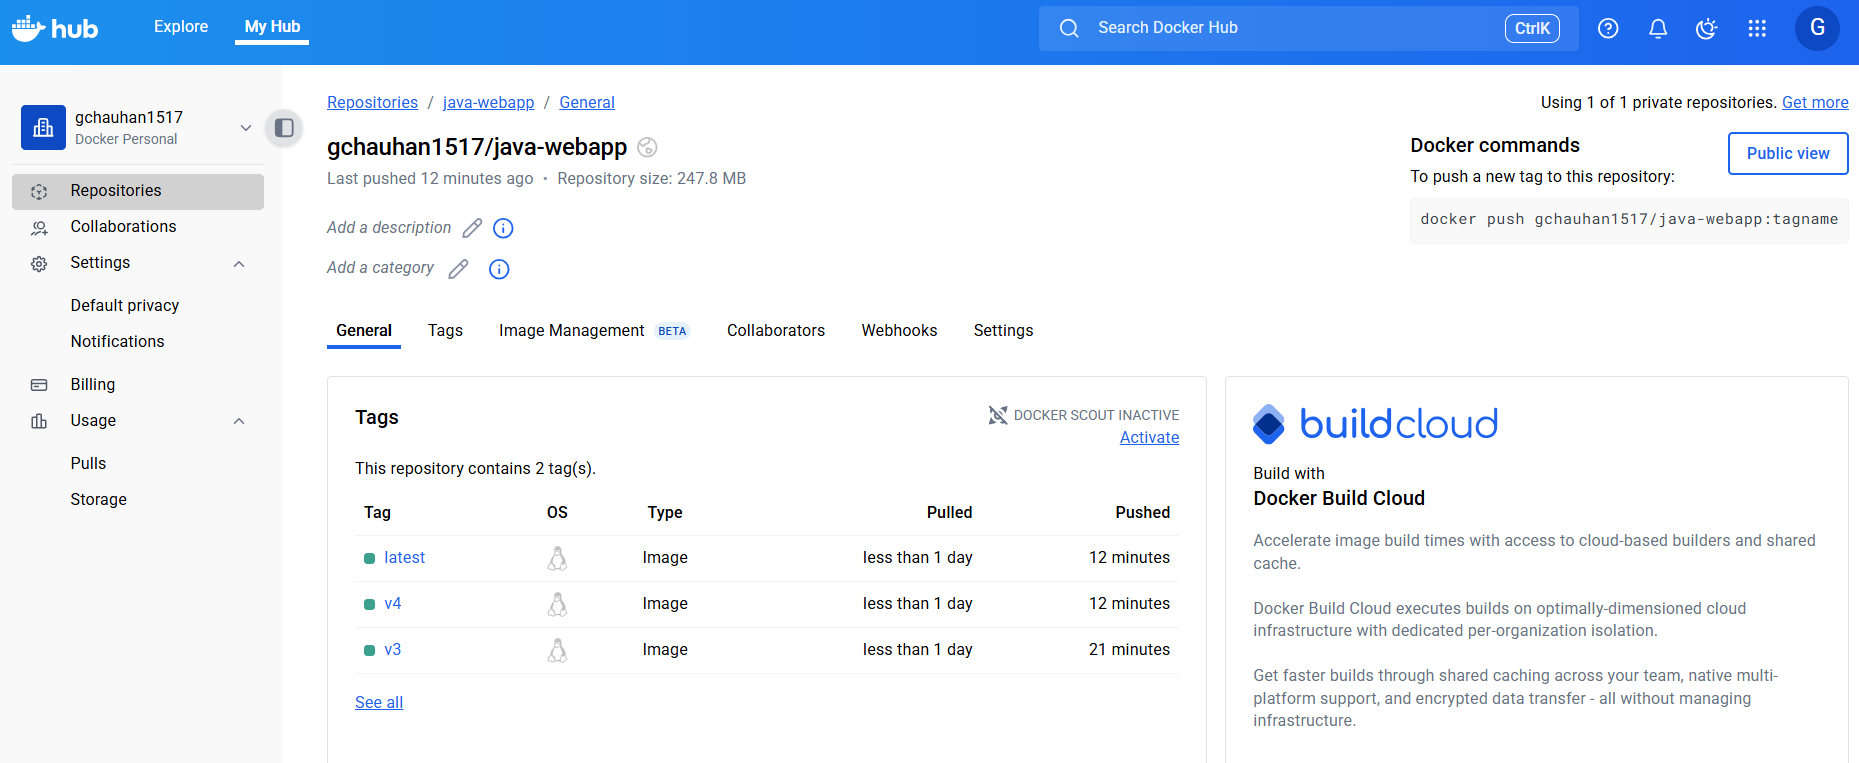 hub
Explore
My Hub
Search Docker Hub
CtrlK
G
gchauhan1517
Docker Personal
Repositories
Collaborations
Settings
Default privacy
Notifications
Billing
Usage
Pulls
Storage
Repositories / java-webapp / General
Using 1 of 1 private repositories. Get more
gchauhan1517/java-webapp
Last pushed 12 minutes ago • Repository size: 247.8 MB
Add a description
Add a category
Docker commands
Public view
To push a new tag to this repository:
docker push gchauhan1517/java-webapp:tagname
General Tags Image Management BETA Collaborators Webhooks Settings
Tags
DOCKER SCOUT INACTIVE
Activate
This repository contains 2 tag(s).
Tag OS Type Pulled Pushed
latest Image less than 1 day 12 minutes
v4 Image less than 1 day 12 minutes
v3 Image less than 1 day 21 minutes
See all
buildcloud
Build with
Docker Build Cloud
Accelerate image build times with access to cloud-based builders and shared
cache.
Docker Build Cloud executes builds on optimally-dimensioned cloud
infrastructure with dedicated per-organization isolation.
Get faster builds through shared caching across your team, native multi-
platform support, and encrypted data transfer - all without managing
infrastructure.